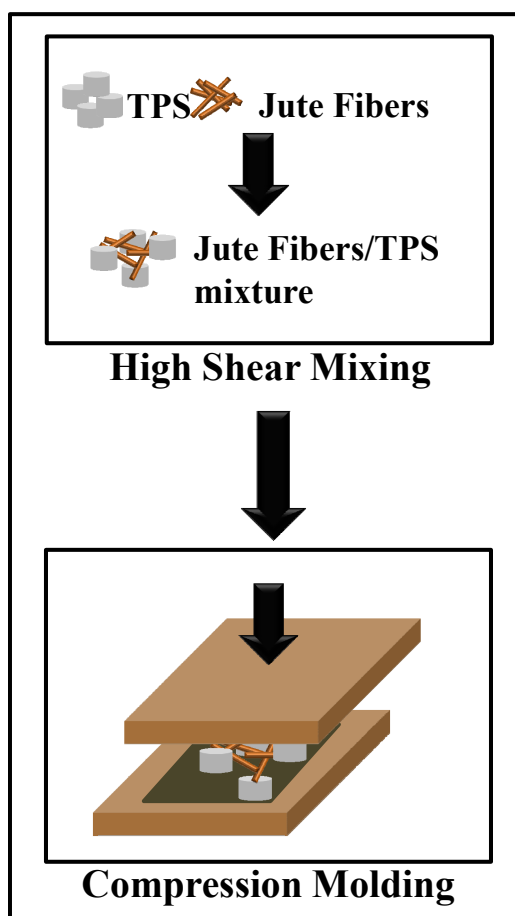 TPS Jute Fibers
Jute Fibers/TPS
mixture
High Shear Mixing
Compression Molding